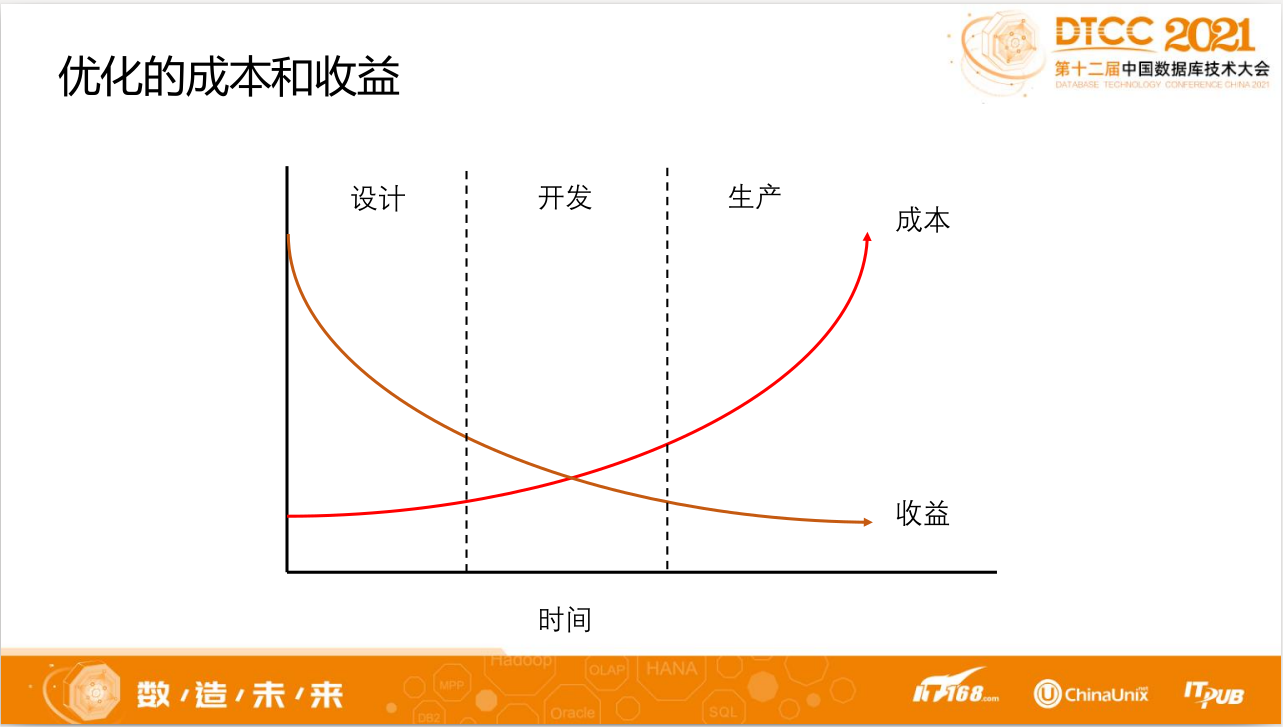 优化的成本和收益
DTCC 2021
第十二届中国数据库技术大会
DATABASE TECHNOLOGY CONFERENCE CHINA 2021
设计
开发
生产
成本
收益
时间
数/造/未/来
Hadoop
MPP
DB2
OLAP
HANA
Oracle
SQL
IT168.com
ChinaUnix
ITPUB